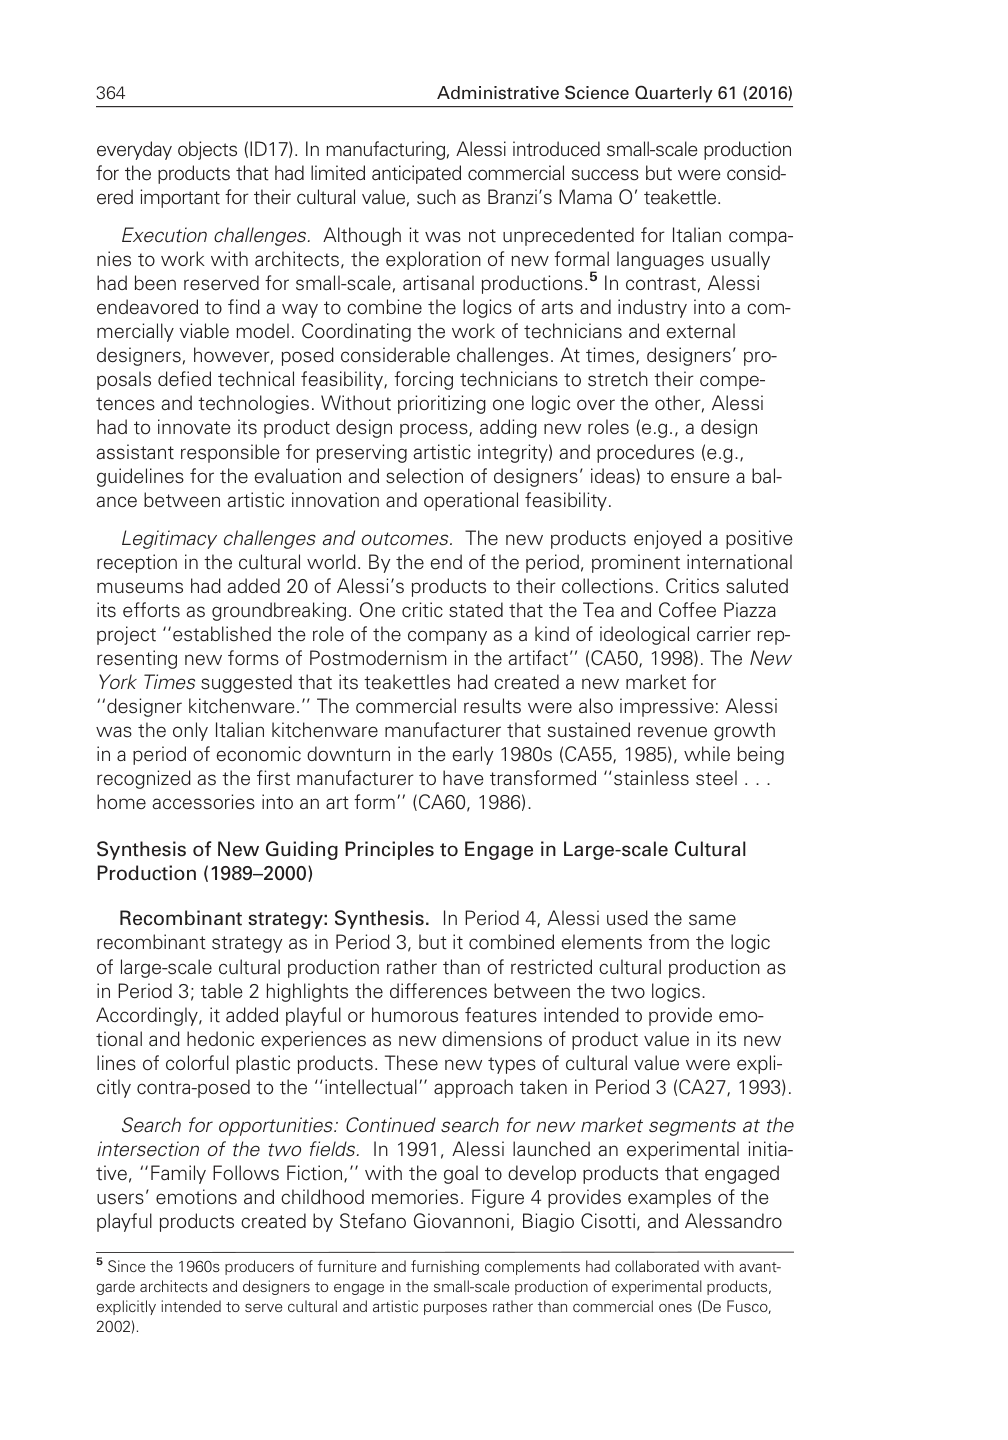 364
Administrative Science Quarterly 61 (2016)
everyday objects (ID17). In manufacturing, Alessi introduced small-scale production
for the products that had limited anticipated commercial success but were consid-
ered important for their cultural value, such as Branzi's Mama O' teakettle.
Execution challenges. Although it was not unprecedented for Italian compa-
nies to work with architects, the exploration of new formal languages usually
had been reserved for small-scale, artisanal productions.5 In contrast, Alessi
endeavored to find a way to combine the logics of arts and industry into a com-
mercially viable model. Coordinating the work of technicians and external
designers, however, posed considerable challenges. At times, designers' pro-
posals defied technical feasibility, forcing technicians to stretch their compe-
tences and technologies. Without prioritizing one logic over the other, Alessi
had to innovate its product design process, adding new roles (e.g., a design
assistant responsible for preserving artistic integrity) and procedures (e.g.,
guidelines for the evaluation and selection of designers' ideas) to ensure a bal-
ance between artistic innovation and operational feasibility.
Legitimacy challenges and outcomes. The new products enjoyed a positive
reception in the cultural world. By the end of the period, prominent international
museums had added 20 of Alessi's products to their collections. Critics saluted
its efforts as groundbreaking. One critic stated that the Tea and Coffee Piazza
project ''established the role of the company as a kind of ideological carrier rep-
resenting new forms of Postmodernism in the artifact'' (CA50, 1998). The New
York Times suggested that its teakettles had created a new market for
''designer kitchenware.'' The commercial results were also impressive: Alessi
was the only Italian kitchenware manufacturer that sustained revenue growth
in a period of economic downturn in the early 1980s (CA55, 1985), while being
recognized as the first manufacturer to have transformed ''stainless steel . . .
home accessories into an art form'' (CA60, 1986).
Synthesis of New Guiding Principles to Engage in Large-scale Cultural
Production (1989–2000)
Recombinant strategy: Synthesis. In Period 4, Alessi used the same
recombinant strategy as in Period 3, but it combined elements from the logic
of large-scale cultural production rather than of restricted cultural production as
in Period 3; table 2 highlights the differences between the two logics.
Accordingly, it added playful or humorous features intended to provide emo-
tional and hedonic experiences as new dimensions of product value in its new
lines of colorful plastic products. These new types of cultural value were expli-
citly contra-posed to the ''intellectual'' approach taken in Period 3 (CA27, 1993).
Search for opportunities: Continued search for new market segments at the
intersection of the two fields. In 1991, Alessi launched an experimental initia-
tive, ''Family Follows Fiction,'' with the goal to develop products that engaged
users' emotions and childhood memories. Figure 4 provides examples of the
playful products created by Stefano Giovannoni, Biagio Cisotti, and Alessandro
5 Since the 1960s producers of furniture and furnishing complements had collaborated with avant-
garde architects and designers to engage in the small-scale production of experimental products,
explicitly intended to serve cultural and artistic purposes rather than commercial ones (De Fusco,
2002).